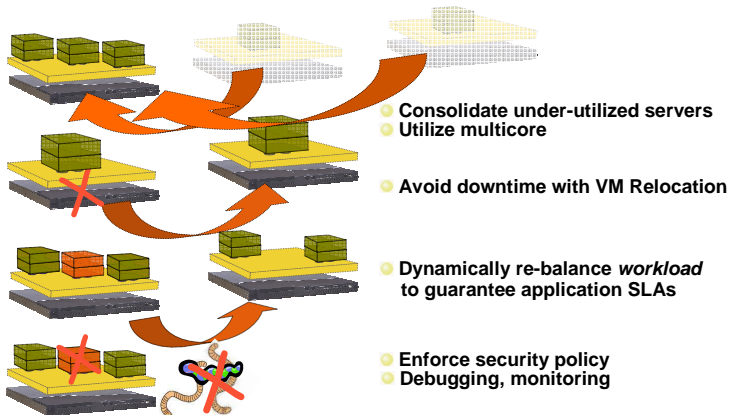 Consolidate under-utilized servers
Utilize multicore
Avoid downtime with VM Relocation
Dynamically re-balance workload
to guarantee application SLAs
Enforce security policy
Debugging, monitoring